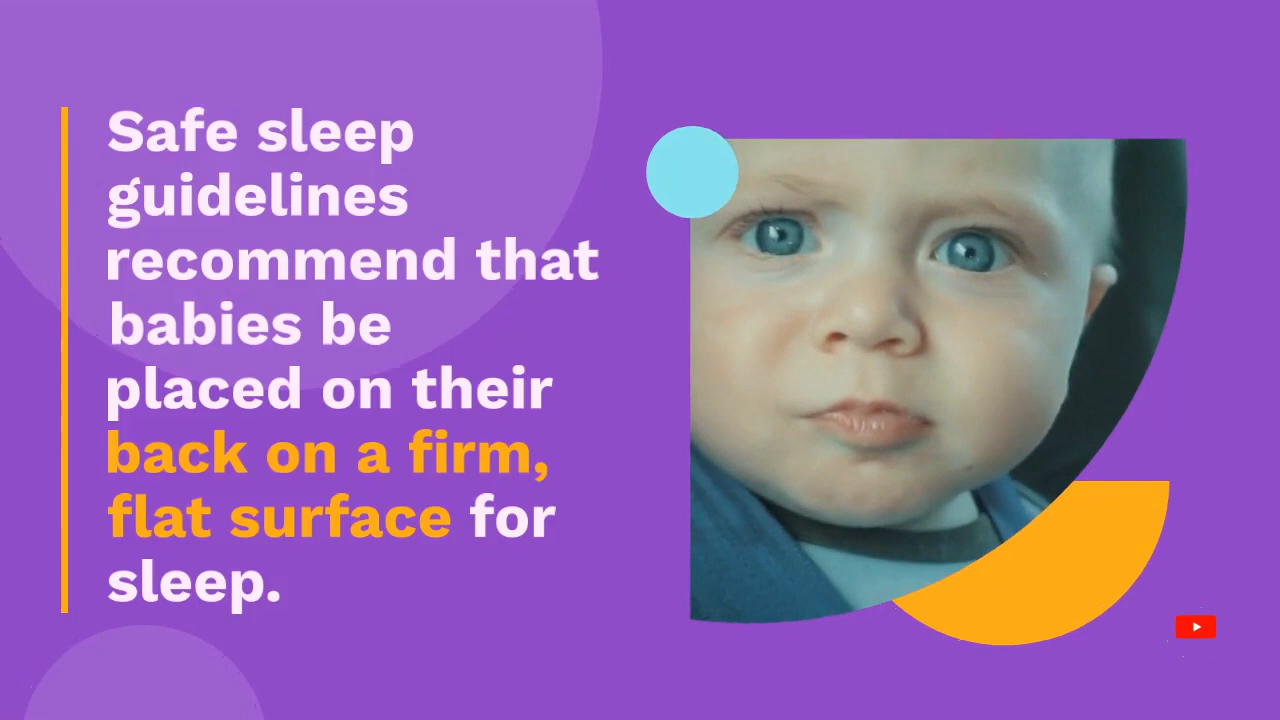 Safe sleep
guidelines
recommend that
babies be
placed on their
back on a firm,
flat surface for
sleep.